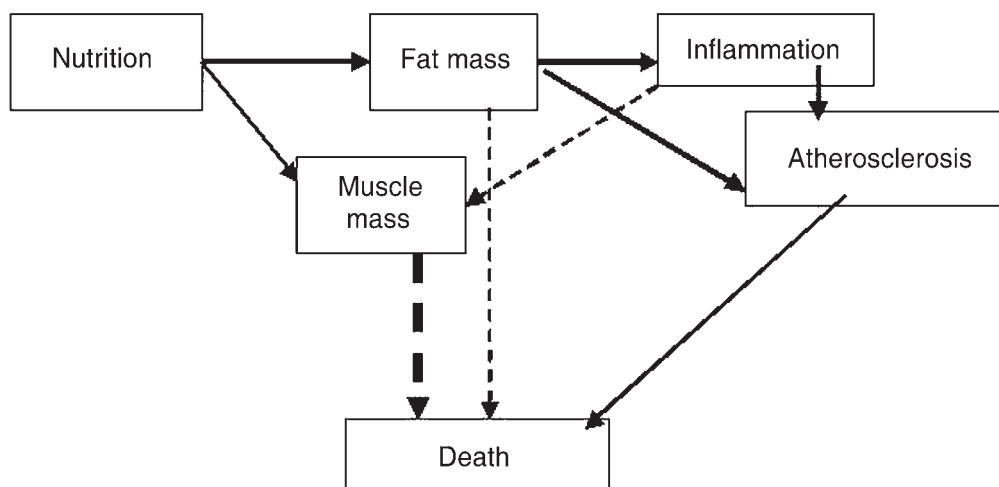 Nutrition
Fat mass
Inflammation
Atherosclerosis
Muscle
mass
Death